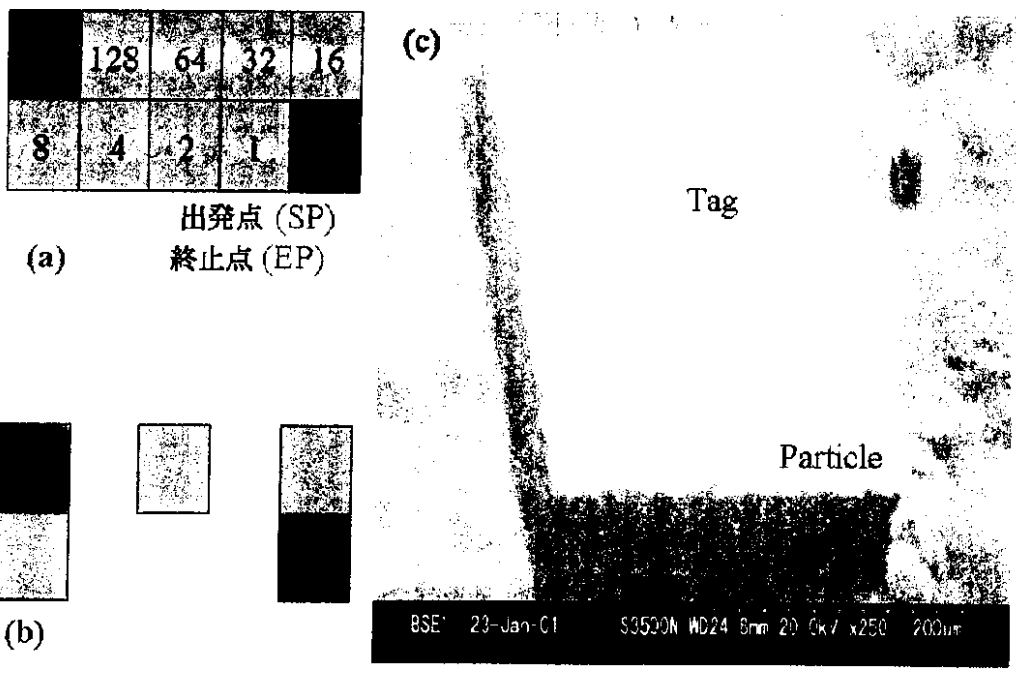 128 64 32 16
8 4 2 1
出発点 (SP)
終止点 (EP)
(a)
(b)
(c)
Tag
Particle
BSE 23-Jan-01 S3500N WD24.8mm 20.0kV x250 200um